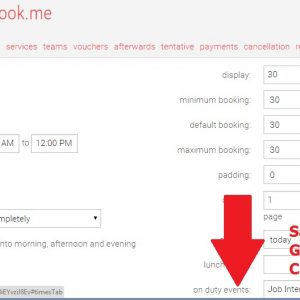 ook.me
services teams vouchers afterwards tentative payments cancellation
display: 30
minimum booking: 30
AM to 12:00 PM default booking: 30
maximum booking: 30
padding: 0
1
page
mpletely
today
into morning, afternoon and evening
lunch
on duty events: Job Inter
#timesTab